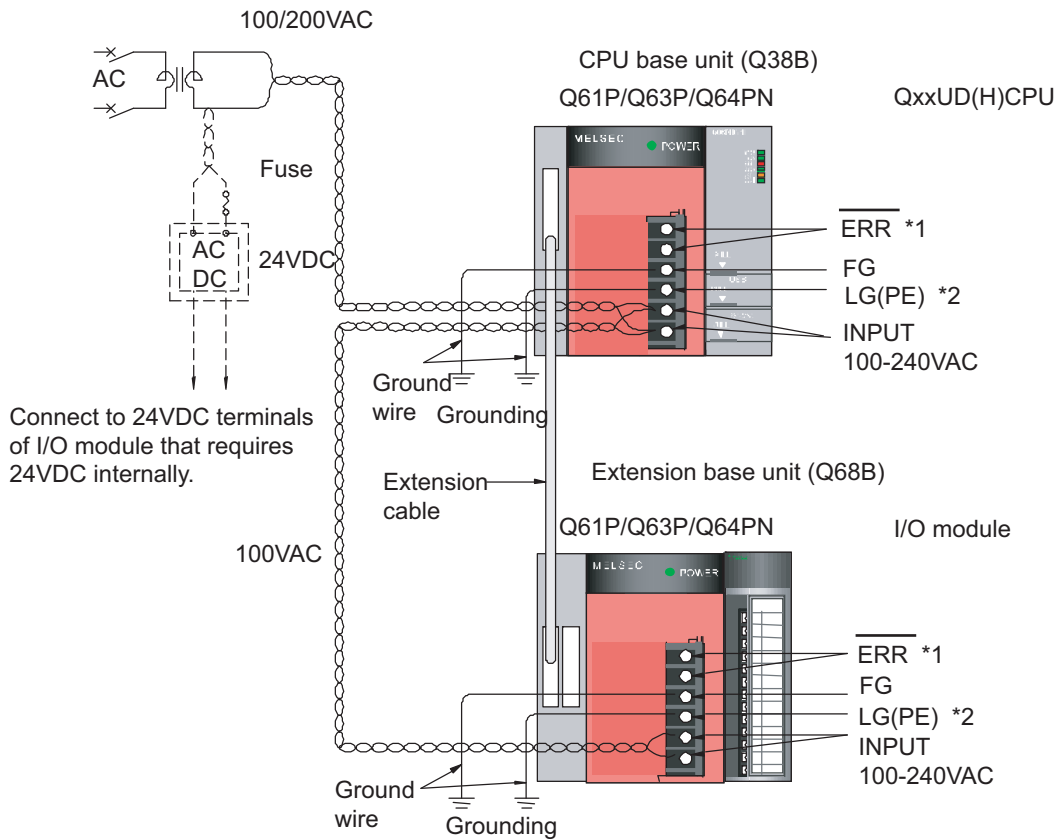 100/200VAC
AC
CPU base unit (Q38B)
Q61P/Q63P/Q64PN
QxxUD(H)CPU
MELSEC
POWER
Fuse
AC
DC
24VDC
ERR *1
FG
LG(PE) *2
INPUT
100-240VAC
Ground
wire
Grounding
Connect to 24VDC terminals
of I/O module that requires
24VDC internally.
Extension
cable
Extension base unit (Q68B)
Q61P/Q63P/Q64PN
I/O module
100VAC
MELSEC
POWER
ERR *1
FG
LG(PE) *2
INPUT
100-240VAC
Ground
wire
Grounding